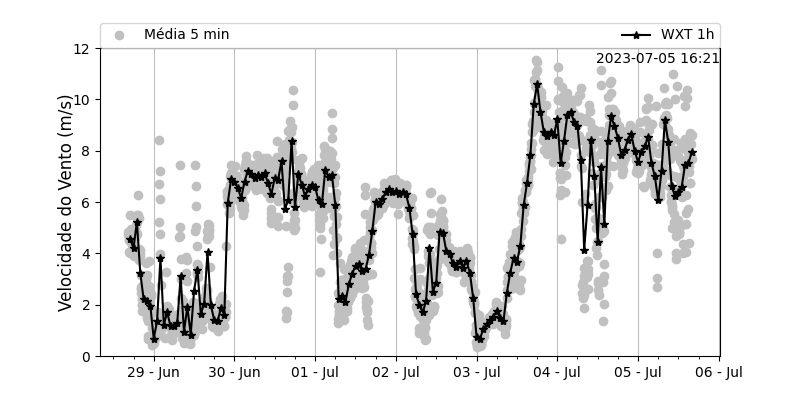 Média 5 min WXT 1h
2023-07-05 16:21
Velocidade do Vento (m/s)
12
10
8
6
4
2
0
29 - Jun 30 - Jun 01 - Jul 02 - Jul 03 - Jul 04 - Jul 05 - Jul 06 - Jul